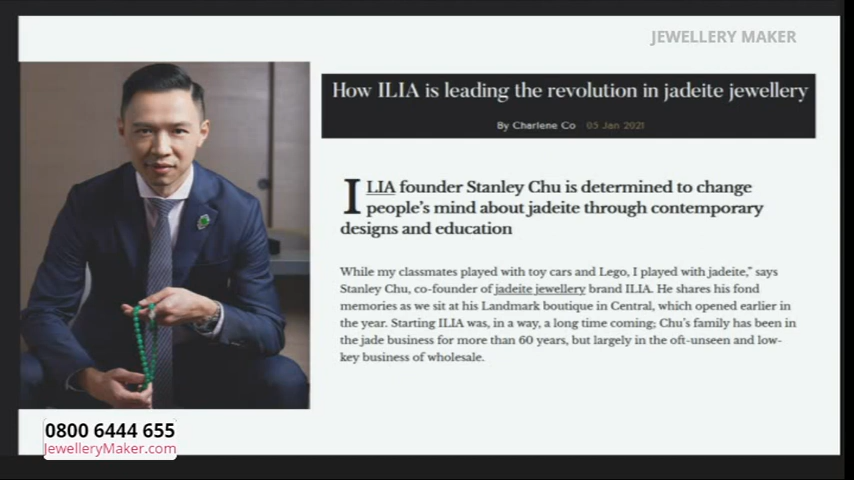 JEWELLERY MAKER
How ILIA is leading the revolution in jadeite jewellery
By Charlene Co 05 Jan 2021
ILIA founder Stanley Chu is determined to change
people's mind about jadeite through contemporary
designs and education
While my classmates played with toy cars and Lego, I played with jadeite," says
Stanley Chu, co-founder of jadeite jewellery brand ILIA. He shares his fond
memories as we sit at his Landmark boutique in Central, which opened earlier in
the year. Starting ILIA was, in a way, a long time coming; Chu's family has been in
the jade business for more than 60 years, but largely in the oft-unseen and low-
key business of wholesale.
0800 6444 655
JewelleryMaker.com